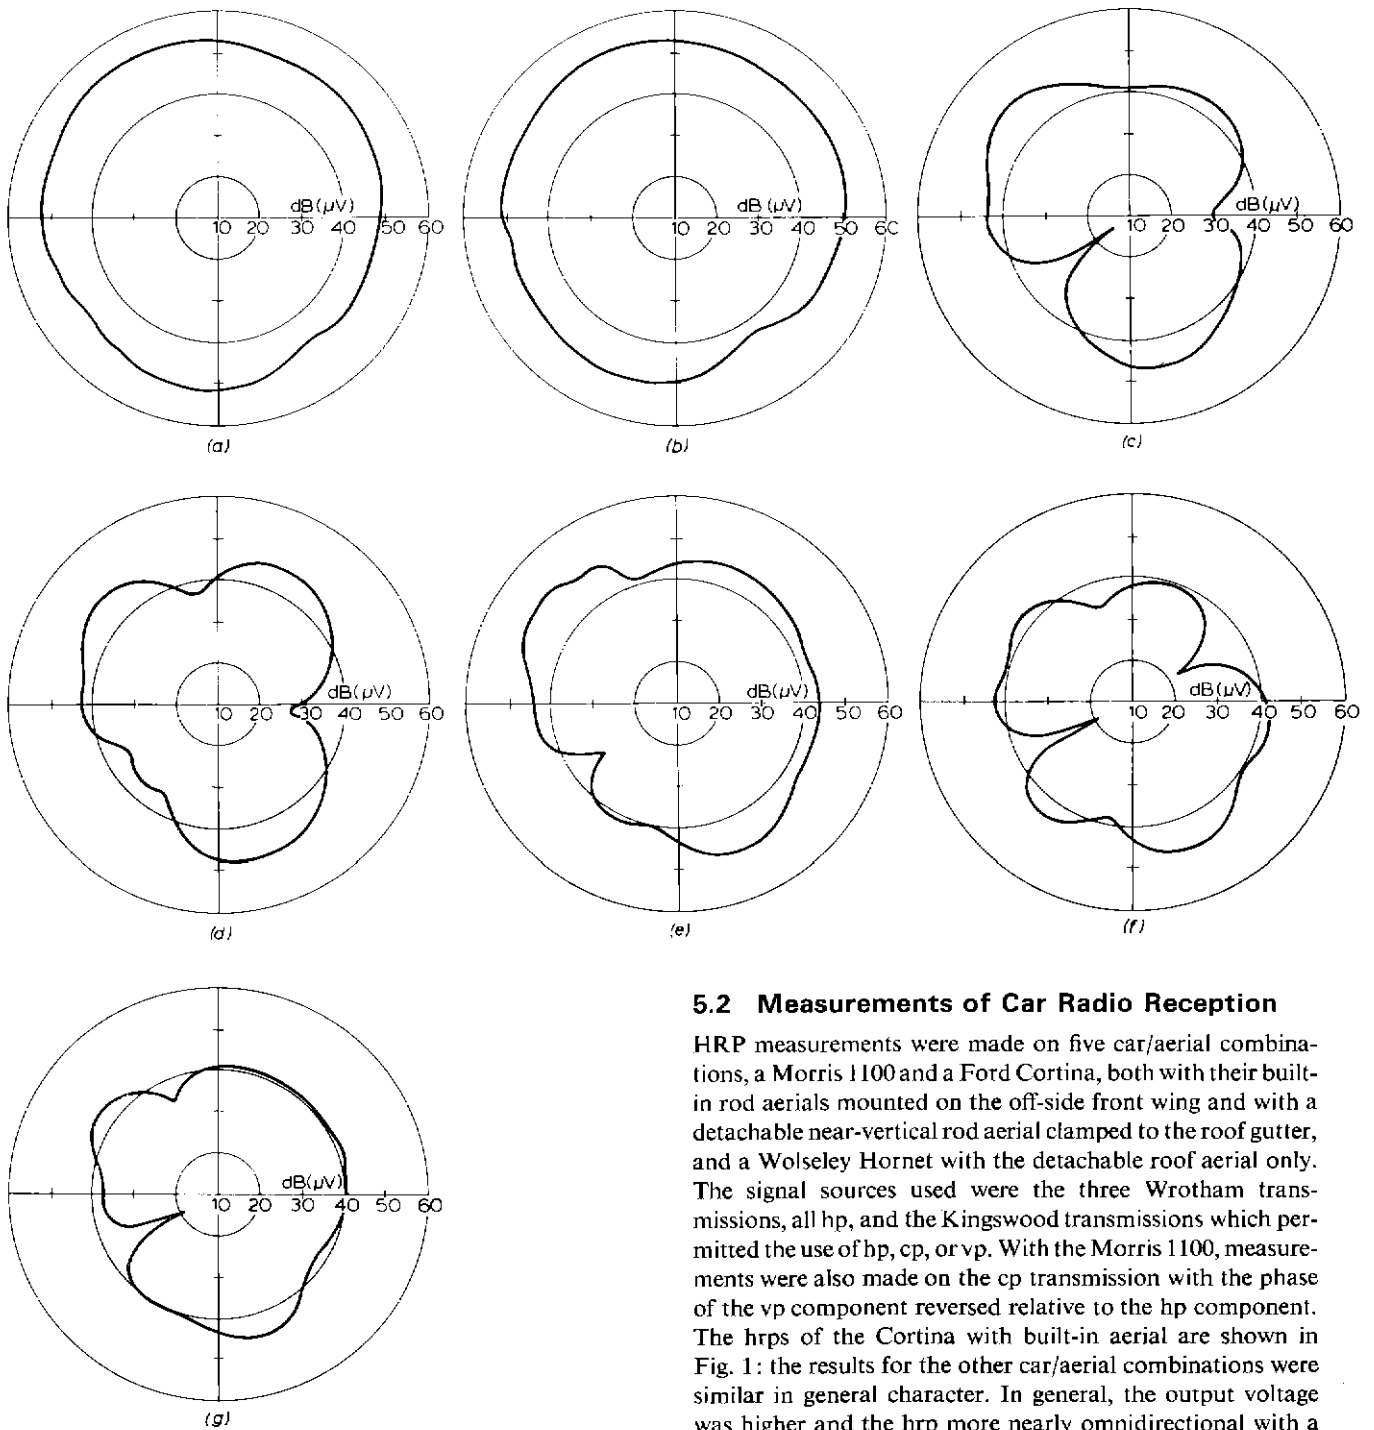 dB(μV)
10 20 30 40 50 60
(a)
dB(μV)
10 20 30 40 50 60
(b)
dB(μV)
10 20 30 40 50 60
(c)
dB(μV)
10 20 30 40 50 60
(d)
dB(μV)
10 20 30 40 50 60
(e)
dB(μV)
10 20 30 40 50 60
(f)
dB(μV)
10 20 30 40 50 60
(g)
5.2 Measurements of Car Radio Reception
HRP measurements were made on five car/aerial combina-
tions, a Morris 1100 and a Ford Cortina, both with their built-
in rod aerials mounted on the off-side front wing and with a
detachable near-vertical rod aerial clamped to the roof gutter,
and a Wolseley Hornet with the detachable roof aerial only.
The signal sources used were the three Wrotham trans-
missions, all hp, and the Kingswood transmissions which per-
mitted the use of hp, cp, or vp. With the Morris 1100, measure-
ments were also made on the cp transmission with the phase
of the vp component reversed relative to the hp component.
The hrps of the Cortina with built-in aerial are shown in
Fig. 1: the results for the other car/aerial combinations were
similar in general character. In general, the output voltage
was higher and the hrp more nearly omnidirectional with a